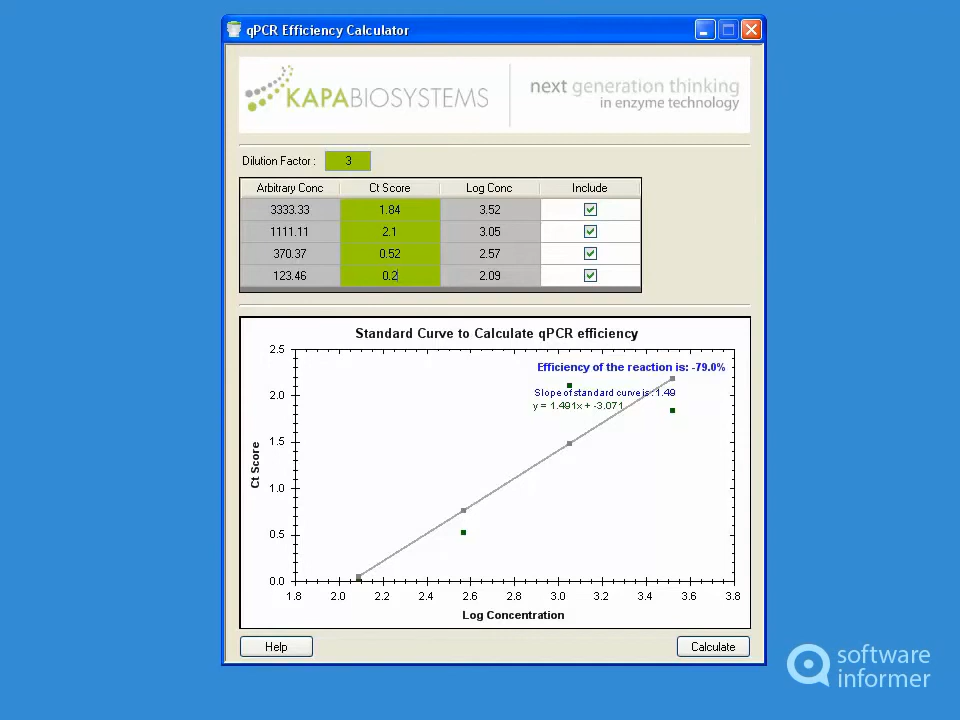 qPCR Efficiency Calculator
KAPABIOSYSTEMS
next generation thinking
in enzyme technology
Dilution Factor : 3
Arbitrary Conc Ct Score Log Conc Include
3333.33 1.84 3.52
1111.11 2.1 3.05
370.37 0.52 2.57
123.46 0.2 2.09
Standard Curve to Calculate qPCR efficiency
2.5
Efficiency of the reaction is: -79.0%
Slope of standard curve is : 1.49
2.0
y = 1.491x + -3.071
1.5
Ct Score
1.0
0.5
0.0
1.8 2.0 2.2 2.4 2.6 2.8 3.0 3.2 3.4 3.6 3.8
Log Concentration
Help Calculate
software
informer